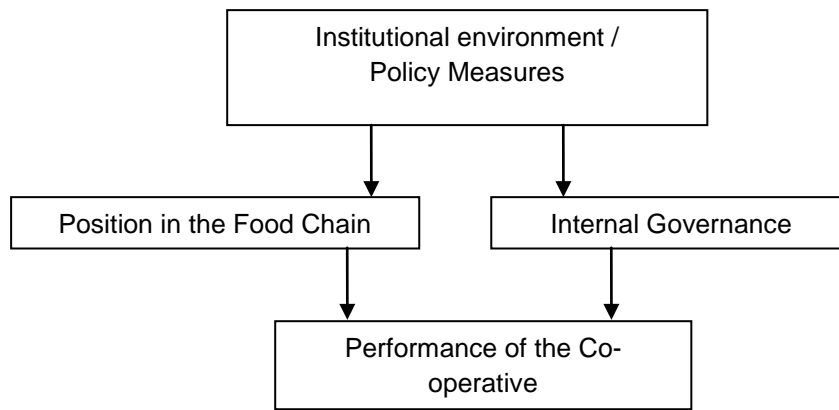 Institutional environment /
Policy Measures
Position in the Food Chain
Internal Governance
Performance of the Co-
operative